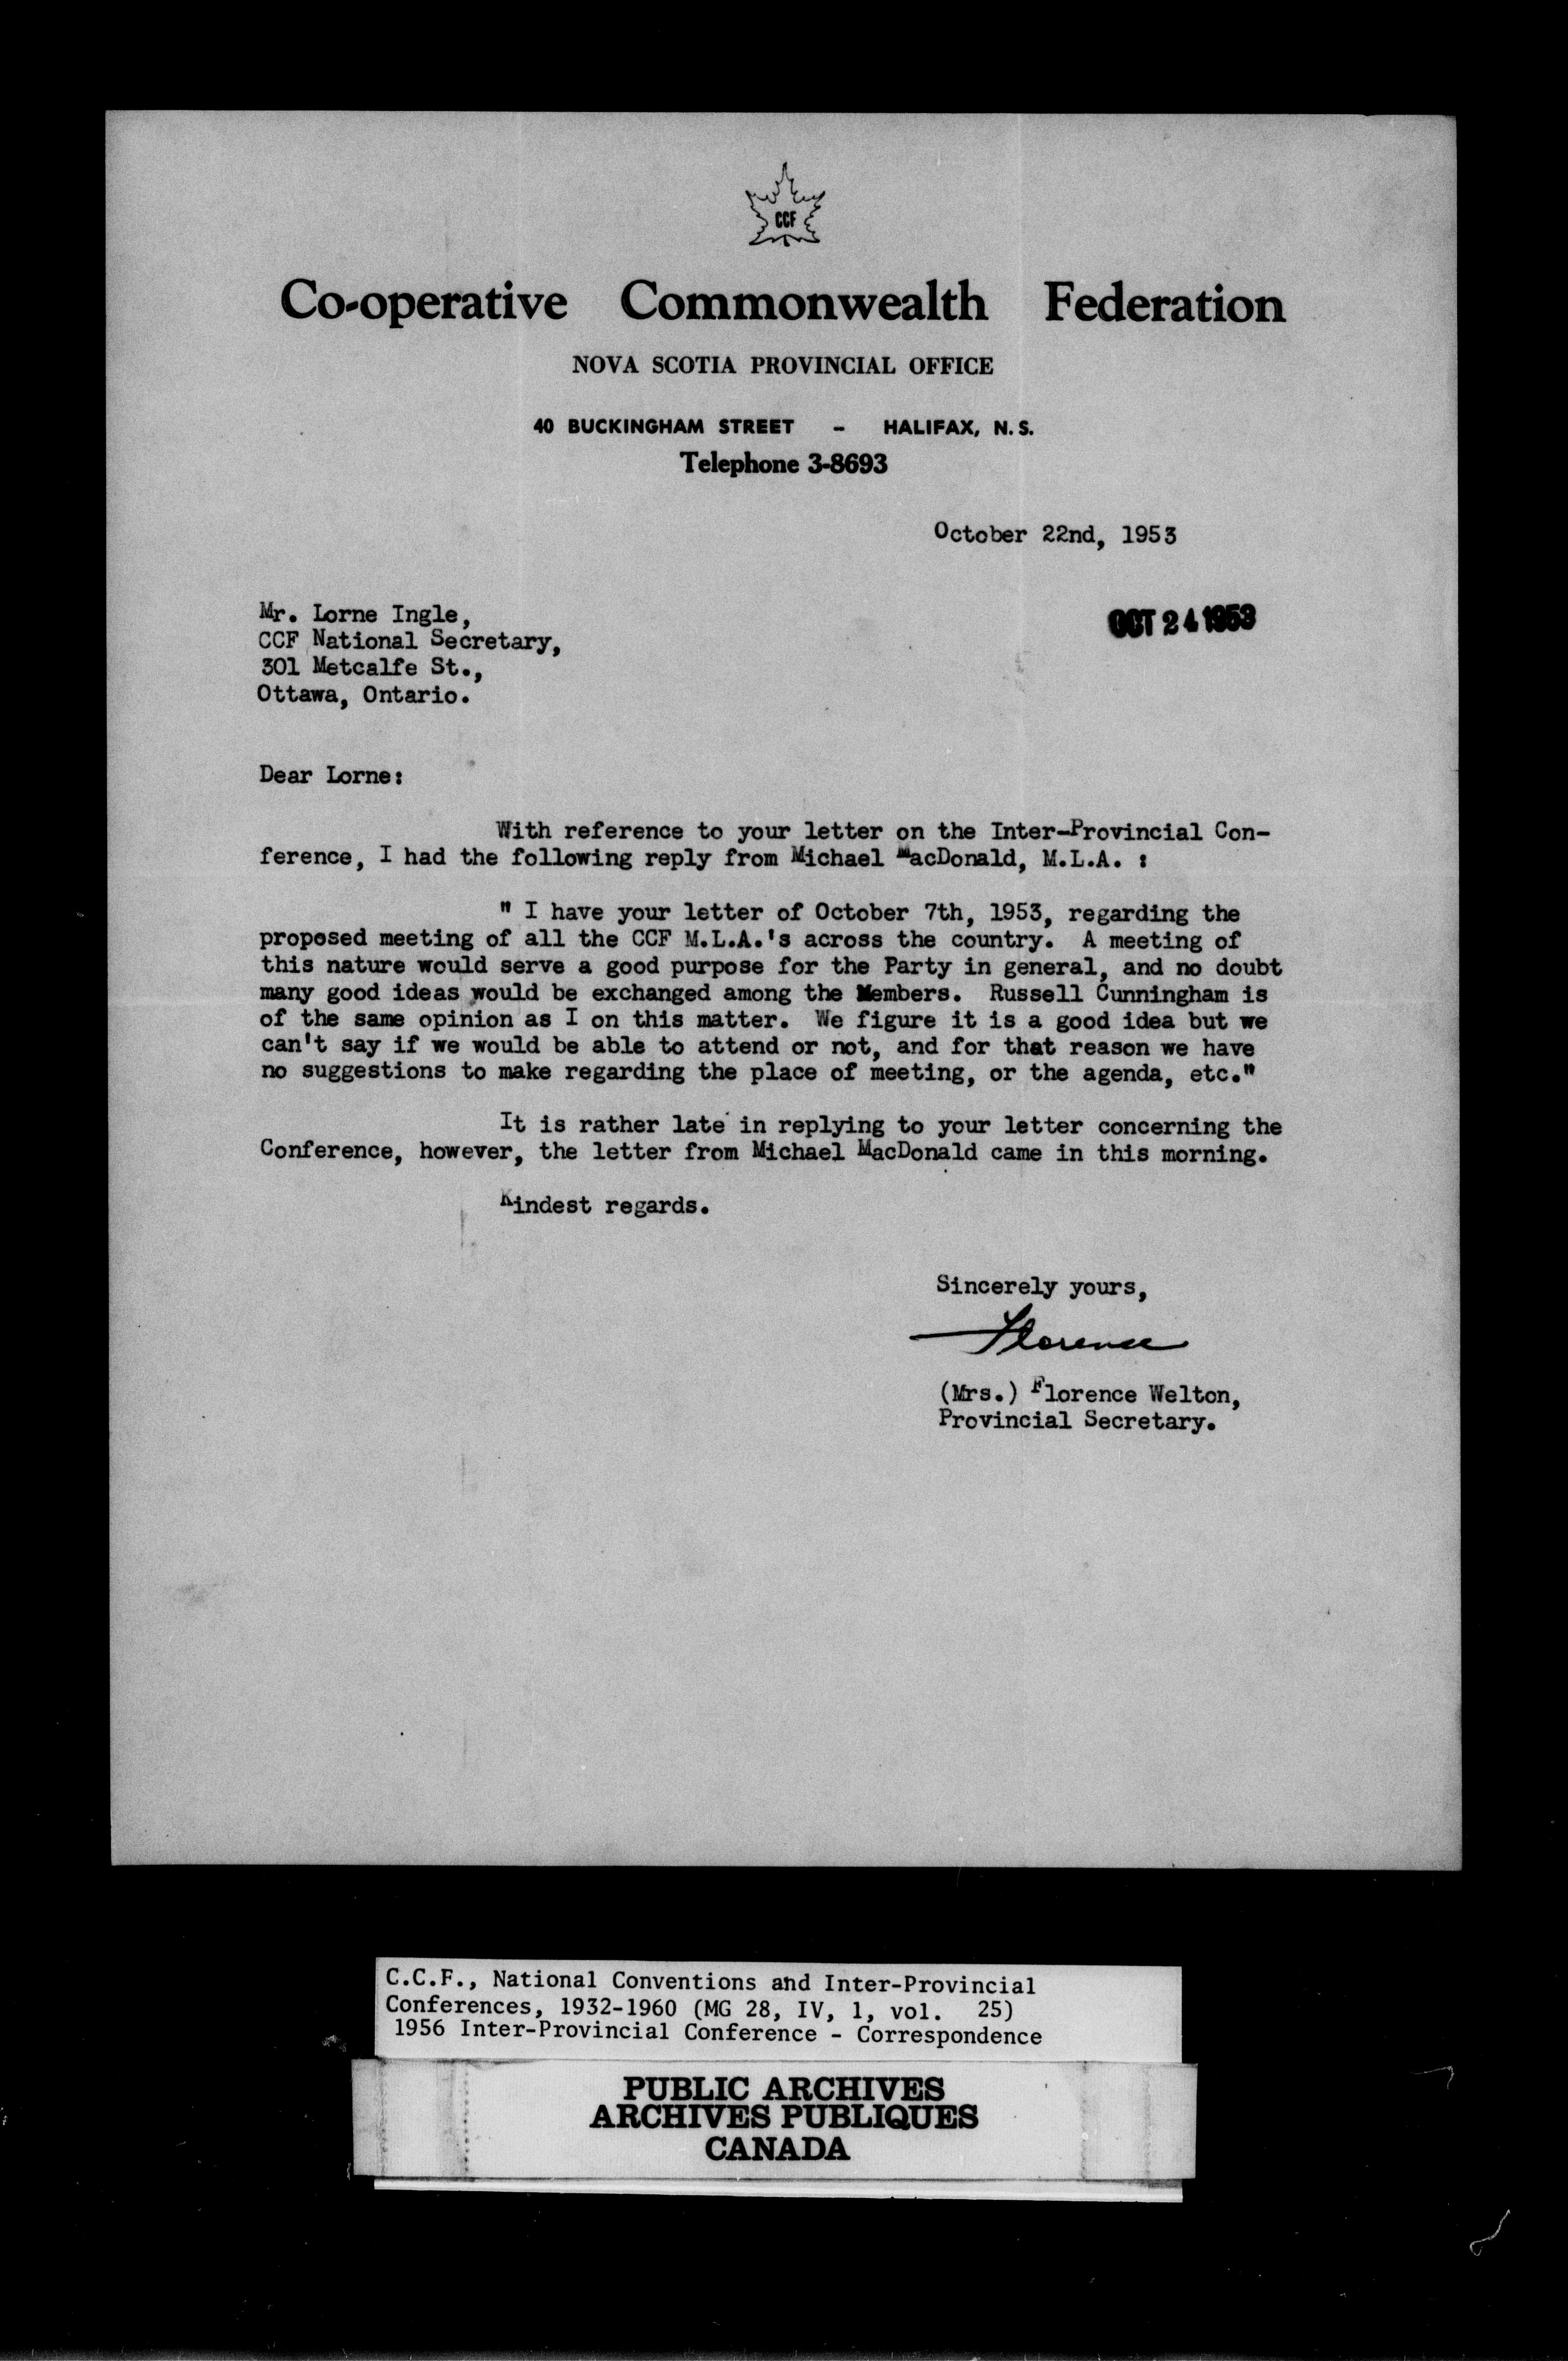 CCF
Co-operative Commonwealth Federation
NOVA SCOTIA PROVINCIAL OFFICE
40 BUCKINGHAM STREET - HALIFAX, N. S.
Telephone 3-8693
October 22nd, 1953
OCT 24 1953
Mr. Lorne Ingle,
CCF National Secretary,
301 Metcalfe St.,
Ottawa, Ontario.
Dear Lorne:
With reference to your letter on the Inter-Provincial Con-
ference, I had the following reply from Michael MacDonald, M.L.A. :
" I have your letter of October 7th, 1953, regarding the
proposed meeting of all the CCF M.L.A.'s across the country. A meeting of
this nature would serve a good purpose for the Party in general, and no doubt
many good ideas would be exchanged among the Members. Russell Cunningham is
of the same opinion as I on this matter. We figure it is a good idea but we
can't say if we would be able to attend or not, and for that reason we have
no suggestions to make regarding the place of meeting, or the agenda, etc."
It is rather late in replying to your letter concerning the
Conference, however, the letter from Michael MacDonald came in this morning.
Kindest regards.
Sincerely yours,
Florence
(Mrs.) Florence Welton,
Provincial Secretary.
C.C.F., National Conventions and Inter-Provincial
Conferences, 1932-1960 (MG 28, IV, 1, vol. 25)
1956 Inter-Provincial Conference - Correspondence
PUBLIC ARCHIVES
ARCHIVES PUBLIQUES
CANADA